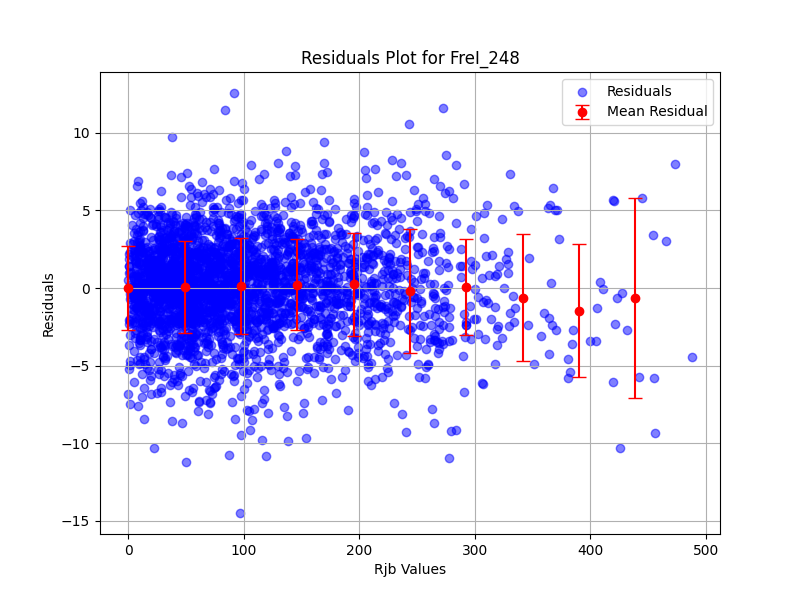 Residuals Plot for FreI_248
Residuals
Mean Residual
10
5
0
−5
−10
−15
Residuals
0 100 200 300 400 500
Rjb Values